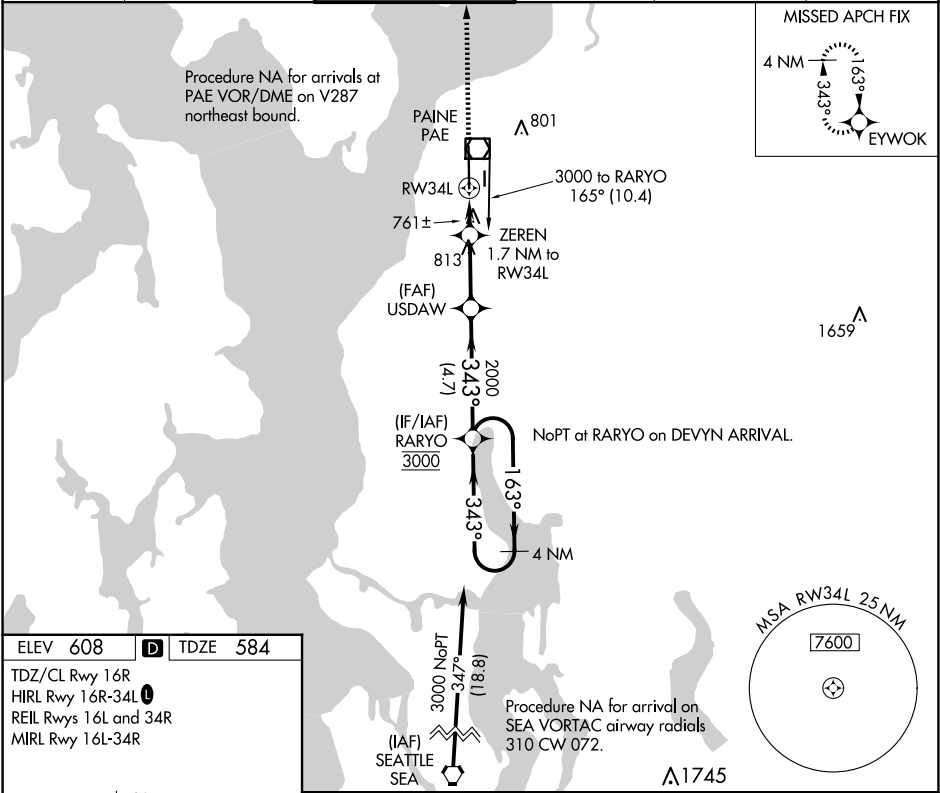 MISSED APCH FIX
4 NM
163°
343°
EYWOK
Procedure NA for arrivals at
PAE VOR/DME on V287
northeast bound.
PAINE
PAE
801
RW34L
3000 to RARYO
165° (10.4)
761±
ZEREN
1.7 NM to
RW34L
813
(FAF)
USDAW
1659
2000
343°
(4.7)
(IF/IAF)
RARYO
3000
NoPT at RARYO on DEVYN ARRIVAL.
163°
343°
4 NM
MSA RW34L 25 NM
7600
ELEV 608 D TDZE 584
TDZ/CL Rwy 16R
HIRL Rwy 16R-34L L
REIL Rwys 16L and 34R
MIRL Rwy 16L-34R
3000 NoPT
347°
(18.8)
Procedure NA for arrival on
SEA VORTAC airway radials
310 CW 072.
(IAF)
SEATTLE
SEA
1745